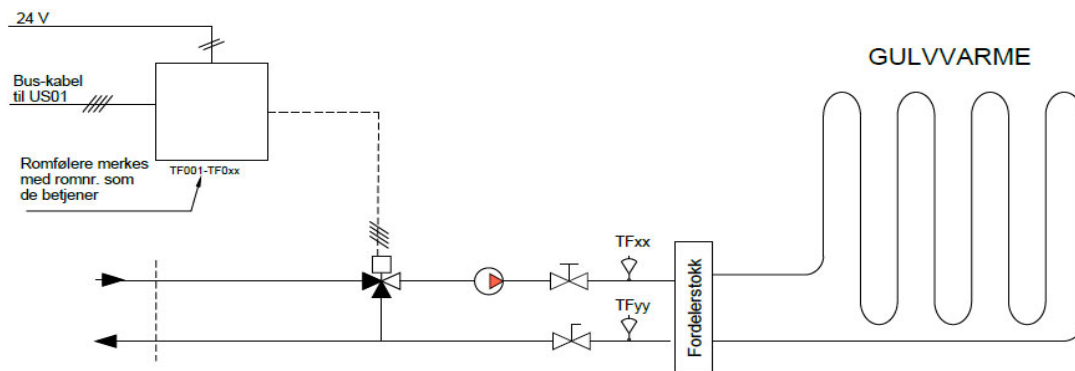 24 V
GULVVARME
Bus-kabel
til US01
Romfølere merkes
med romnr. som
de betjener
TF001-TF0xx
TFxx
TFyy
Fordelerstokk